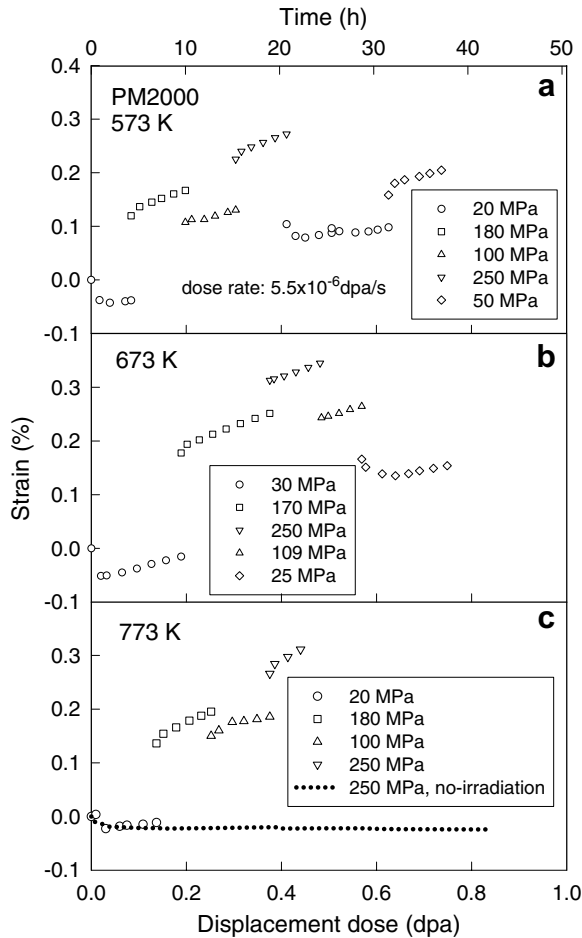 Time (h)
0 10 20 30 40 50
0.4
0.3
0.2
0.1
0.0
-0.1
PM2000
573 K
a
dose rate: 5.5x10⁻⁶dpa/s
20 MPa
180 MPa
100 MPa
250 MPa
50 MPa
Strain (%)
0.3
0.2
0.1
0.0
-0.1
673 K
b
30 MPa
170 MPa
250 MPa
109 MPa
25 MPa
0.3
0.2
0.1
0.0
-0.1
773 K
c
20 MPa
180 MPa
100 MPa
250 MPa
250 MPa, no-irradiation
0.0 0.2 0.4 0.6 0.8 1.0
Displacement dose (dpa)